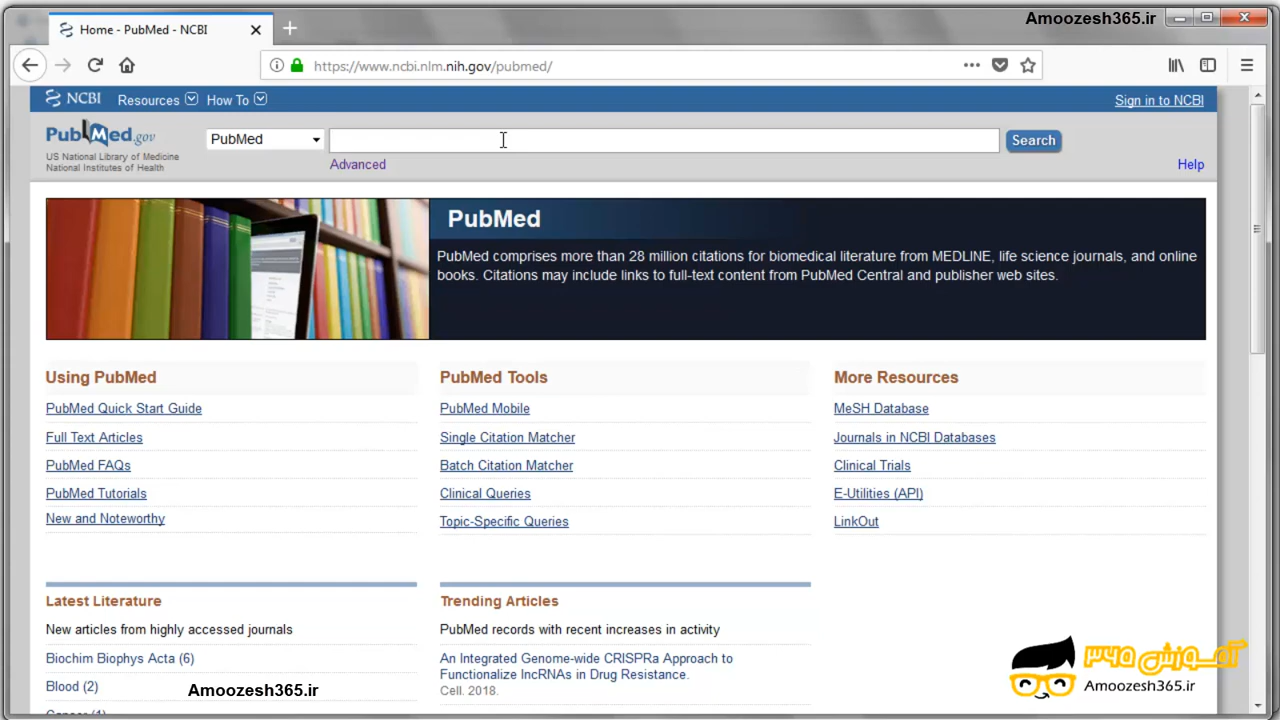 Home - PubMed - NCBI
Amoozesh365.ir
https://www.ncbi.nlm.nih.gov/pubmed/
NCBI Resources How To Sign in to NCBI
PubMed.gov
US National Library of Medicine
National Institutes of Health
PubMed
Search
Advanced
Help
PubMed
PubMed comprises more than 28 million citations for biomedical literature from MEDLINE, life science journals, and online
books. Citations may include links to full-text content from PubMed Central and publisher web sites.
Using PubMed
PubMed Quick Start Guide
Full Text Articles
PubMed FAQs
PubMed Tutorials
New and Noteworthy
PubMed Tools
PubMed Mobile
Single Citation Matcher
Batch Citation Matcher
Clinical Queries
Topic-Specific Queries
More Resources
MeSH Database
Journals in NCBI Databases
Clinical Trials
E-Utilities (API)
LinkOut
Latest Literature
New articles from highly accessed journals
Biochim Biophys Acta (6)
Blood (2)
Cancer (1)
Trending Articles
PubMed records with recent increases in activity
An Integrated Genome-wide CRISPRa Approach to
Functionalize lncRNAs in Drug Resistance.
Cell. 2018.
Amoozesh365.ir
آموزش ۳۶۵
Amoozesh365.ir